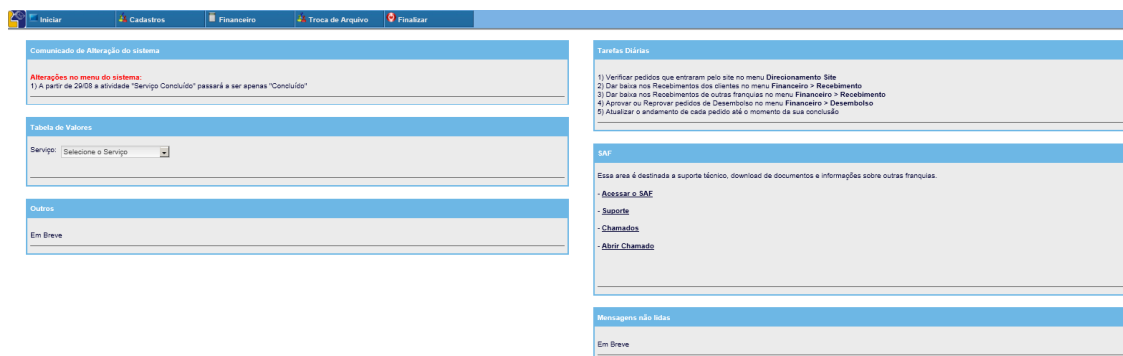 Iniciar
Cadastros
Financeiro
Troca de Arquivo
Finalizar
Comunicado de Alteração do sistema
Alterações no menu do sistema:
1) A partir de 29/08 a atividade "Serviço Concluído" passará a ser apenas "Concluído"
Tabela de Valores
Serviço: Selecione o Serviço
Outros
Em Breve
Tarefas Diárias
1) Verificar pedidos que entraram pelo site no menu Direcionamento Site
2) Dar baixa nos Recebimentos dos clientes no menu Financeiro > Recebimento
3) Dar baixa nos Recebimentos de outras franquias no menu Financeiro > Recebimento
4) Aprovar ou Reprovar pedidos de Desembolso no menu Financeiro > Desembolso
5) Atualizar o andamento de cada pedido até o momento da sua conclusão
SAF
Essa area é destinada a suporte técnico, download de documentos e informações sobre outras franquias.
- Acessar o SAF
- Suporte
- Chamados
- Abrir Chamado
Mensagens não lidas
Em Breve